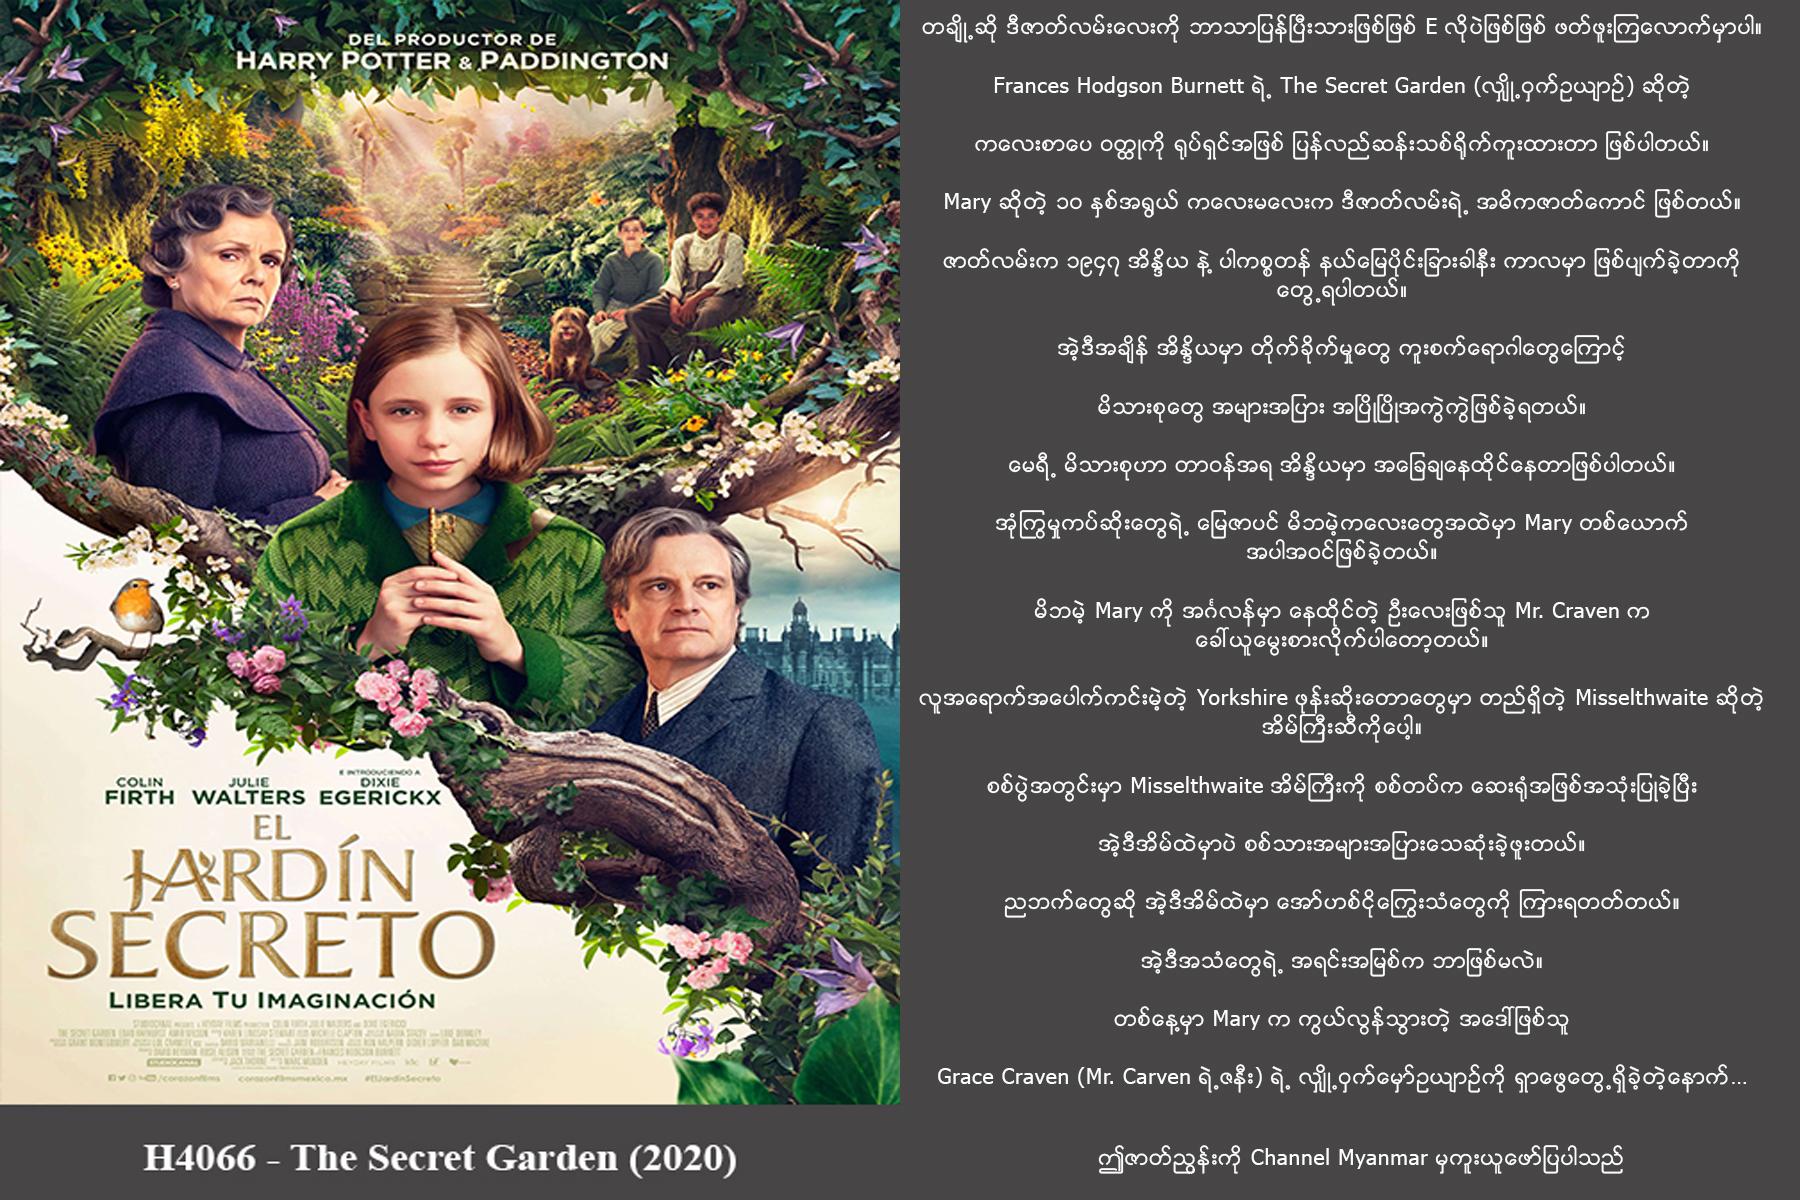 DEL PRODUCTOR DE
HARRY POTTER & PADDINGTON
COLIN FIRTH
JULIE WALTERS
E INTRODUCIENDO A DIXIE EGERICKX
EL
JARDÍN
SECRETO
LIBERA TU IMAGINACIÓN
STUDIOCANAL
/corazonfilms corazonfilmsmexico.mx #ElJardínSecreto
H4066 - The Secret Garden (2020)
တချို့ဆို ဒီဇာတ်လမ်းလေးကို ဘာသာပြန်ပြီးသားဖြစ်ဖြစ် E လိုပဲဖြစ်ဖြစ် ဖတ်ဖူးကြလောက်မှာပါ။
Frances Hodgson Burnett ရဲ့ The Secret Garden (လျှို့ဝှက်ဥယျာဉ်) ဆိုတဲ့
ကလေးစာပေ ဝတ္ထုကို ရုပ်ရှင်အဖြစ် ပြန်လည်ဆန်းသစ်ရိုက်ကူးထားတာ ဖြစ်ပါတယ်။
Mary ဆိုတဲ့ ၁၀ နှစ်အရွယ် ကလေးမလေးက ဒီဇာတ်လမ်းရဲ့ အဓိကဇာတ်ကောင် ဖြစ်တယ်။
ဇာတ်လမ်းက ၁၉၄၇ အိန္ဒိယ နဲ့ ပါကစ္စတန် နယ်မြေပိုင်းခြားခါနီး ကာလမှာ ဖြစ်ပျက်ခဲ့တာကို
တွေ့ရပါတယ်။
အဲ့ဒီအချိန် အိန္ဒိယမှာ တိုက်ခိုက်မှုတွေ ကူးစက်ရောဂါတွေကြောင့်
မိသားစုတွေ အများအပြား အပြိုပြိုအကွဲကွဲဖြစ်ခဲ့ရတယ်။
မေရီ့ မိသားစုဟာ တာဝန်အရ အိန္ဒိယမှာ အခြေချနေထိုင်နေတာဖြစ်ပါတယ်။
အုံကြွမှုကပ်ဆိုးတွေရဲ့ မြေဇာပင် မိဘမဲ့ကလေးတွေအထဲမှာ Mary တစ်ယောက်
အပါအဝင်ဖြစ်ခဲ့တယ်။
မိဘမဲ့ Mary ကို အင်္ဂလန်မှာ နေထိုင်တဲ့ ဦးလေးဖြစ်သူ Mr. Craven က
ခေါ်ယူမွေးစားလိုက်ပါတော့တယ်။
လူအရောက်အပေါက်ကင်းမဲ့တဲ့ Yorkshire ဖုန်းဆိုးတောတွေမှာ တည်ရှိတဲ့ Misselthwaite ဆိုတဲ့
အိမ်ကြီးဆီကိုပေါ့။
စစ်ပွဲအတွင်းမှာ Misselthwaite အိမ်ကြီးကို စစ်တပ်က ဆေးရုံအဖြစ်အသုံးပြုခဲ့ပြီး
အဲ့ဒီအိမ်ထဲမှာပဲ စစ်သားအများအပြားသေဆုံးခဲ့ဖူးတယ်။
ညဘက်တွေဆို အဲ့ဒီအိမ်ထဲမှာ အော်ဟစ်ငိုကြွေးသံတွေကို ကြားရတတ်တယ်။
အဲ့ဒီအသံတွေရဲ့ အရင်းအမြစ်က ဘာဖြစ်မလဲ။
တစ်နေ့မှာ Mary က ကွယ်လွန်သွားတဲ့ အဒေါ်ဖြစ်သူ
Grace Craven (Mr. Carven ရဲ့ဇနီး) ရဲ့ လျှို့ဝှက်မှော်ဥယျာဉ်ကို ရှာဖွေတွေ့ရှိခဲ့တဲ့နောက်...
ဤဇာတ်ညွှန်းကို Channel Myanmar မှကူးယူဖော်ပြပါသည်